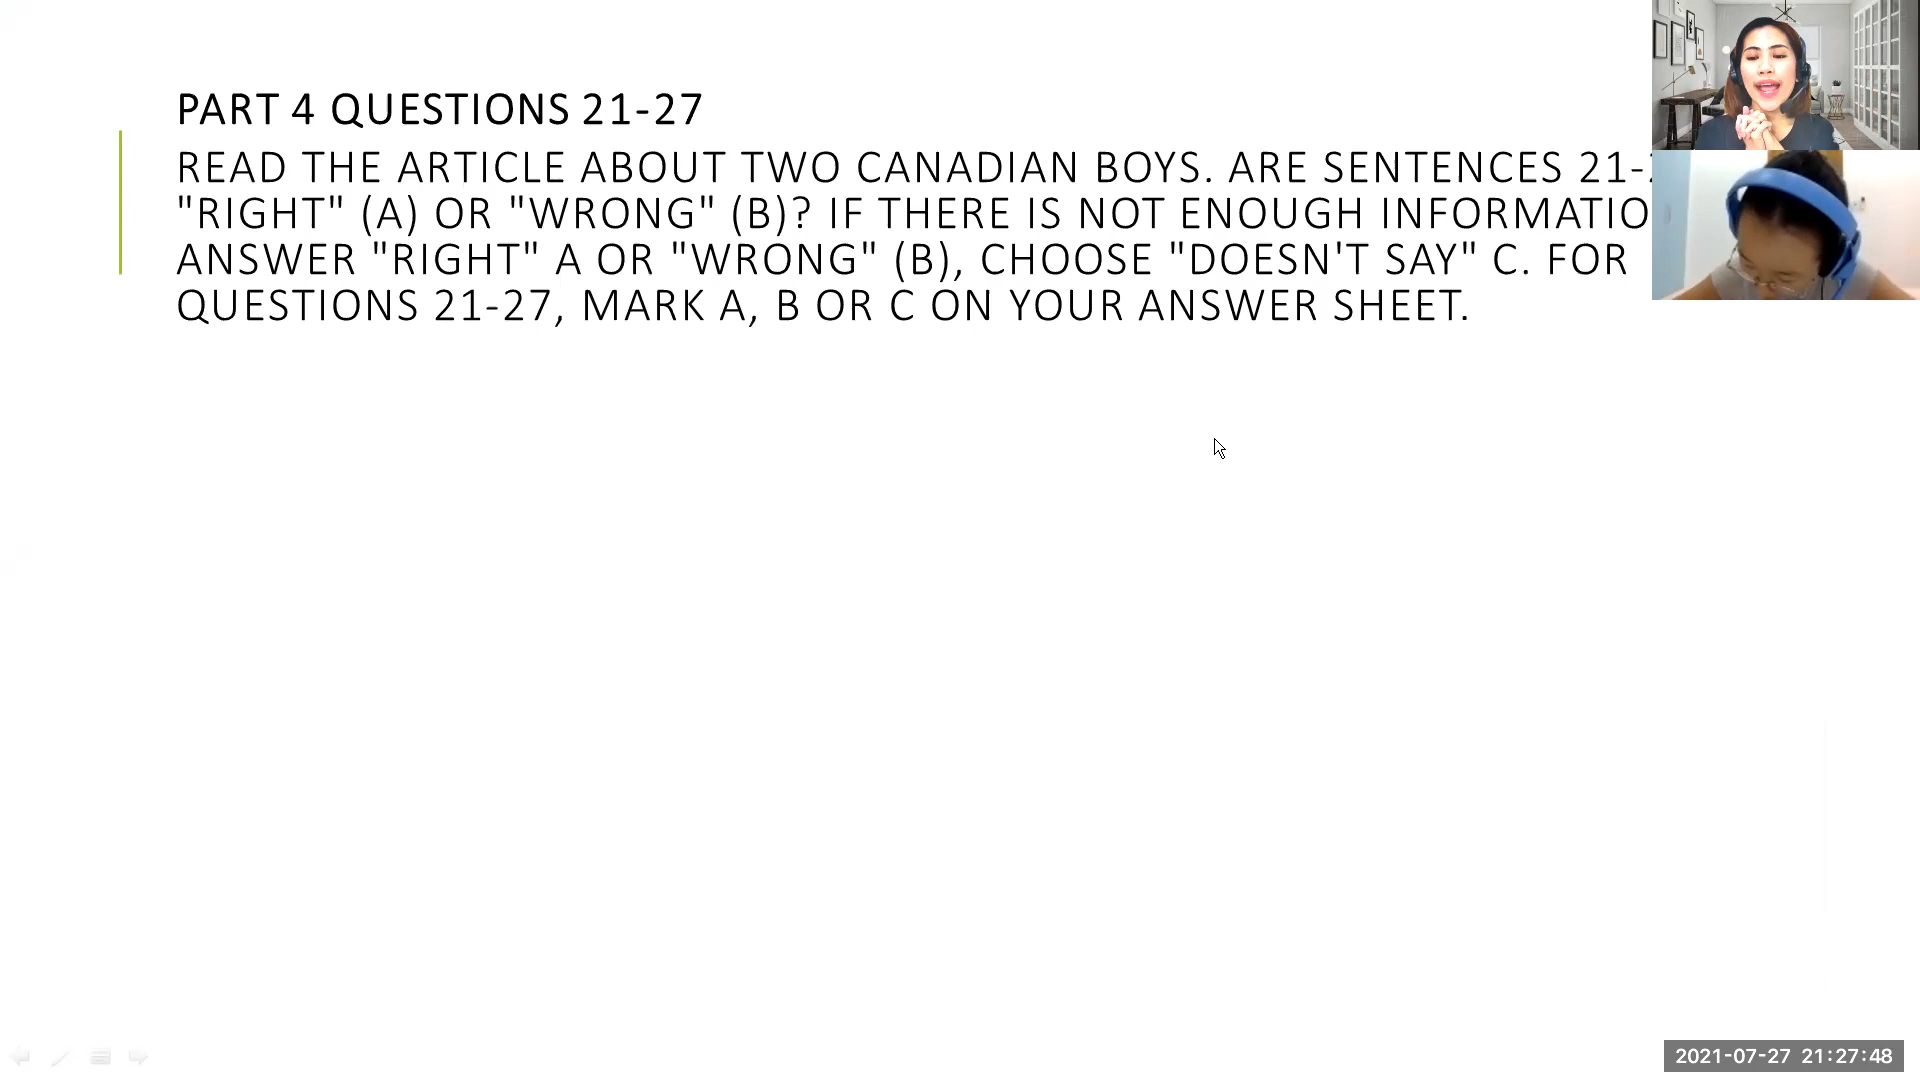 PART 4 QUESTIONS 21-27
READ THE ARTICLE ABOUT TWO CANADIAN BOYS. ARE SENTENCES 21-
"RIGHT" (A) OR "WRONG" (B)? IF THERE IS NOT ENOUGH INFORMATIO
ANSWER "RIGHT" A OR "WRONG" (B), CHOOSE "DOESN'T SAY" C. FOR
QUESTIONS 21-27, MARK A, B OR C ON YOUR ANSWER SHEET.
2021-07-27 21:27:48